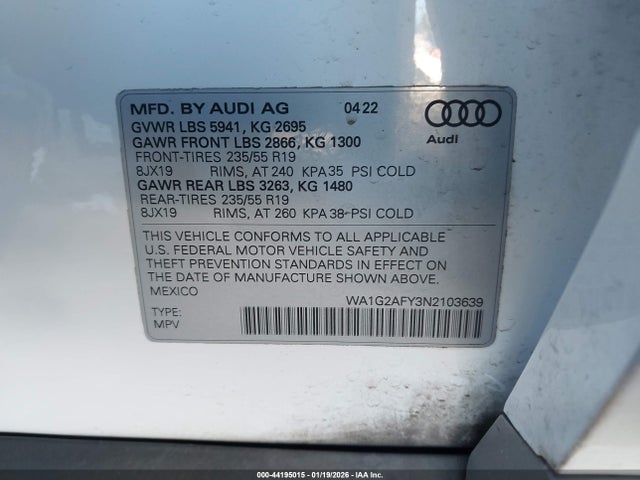 MFD. BY AUDI AG 04 22
GVWR LBS 5941, KG 2695
GAWR FRONT LBS 2866, KG 1300
FRONT-TIRES 235/55 R19
8JX19 RIMS, AT 240 KPA 35 PSI COLD
GAWR REAR LBS 3263, KG 1480
REAR-TIRES 235/55 R19
8JX19 RIMS, AT 260 KPA 38 PSI COLD
Audi
THIS VEHICLE CONFORMS TO ALL APPLICABLE
U.S. FEDERAL MOTOR VEHICLE SAFETY AND
THEFT PREVENTION STANDARDS IN EFFECT ON
THE DATE OF MANUFACTURE SHOWN ABOVE.
MEXICO WA1G2AFY3N2103639
TYPE:
MPV
000-44195015 - 01/19/2026 - IAA Inc.